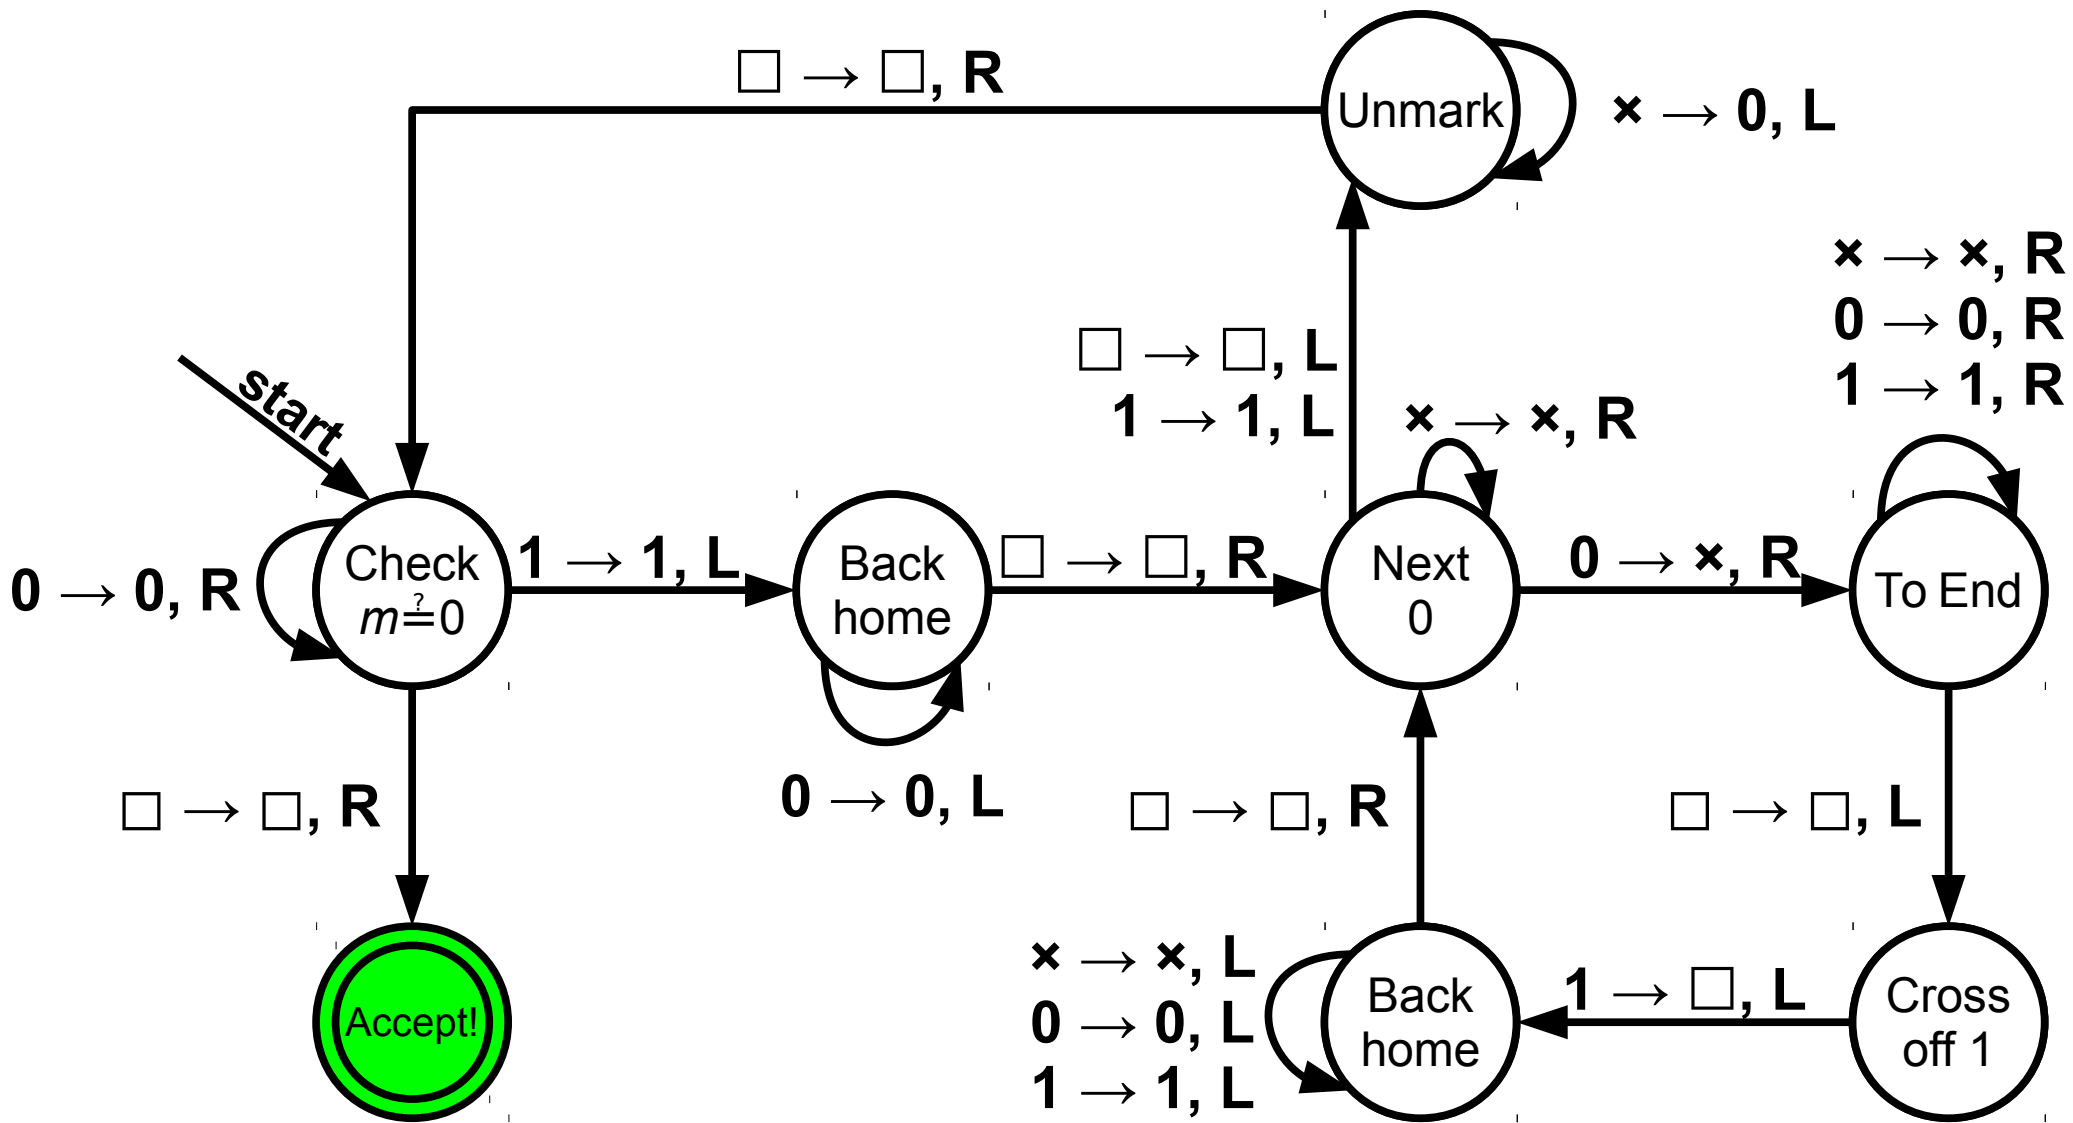 □ → □, R
Unmark
× → 0, L
× → ×, R
0 → 0, R
1 → 1, R
start
□ → □, L
1 → 1, L
× → ×, R
0 → 0, R
Check
m≟0
1 → 1, L
Back
home
□ → □, R
Next
0
0 → ×, R
To End
0 → 0, L
□ → □, R
□ → □, R
□ → □, L
Accept!
× → ×, L
0 → 0, L
1 → 1, L
Back
home
1 → □, L
Cross
off 1